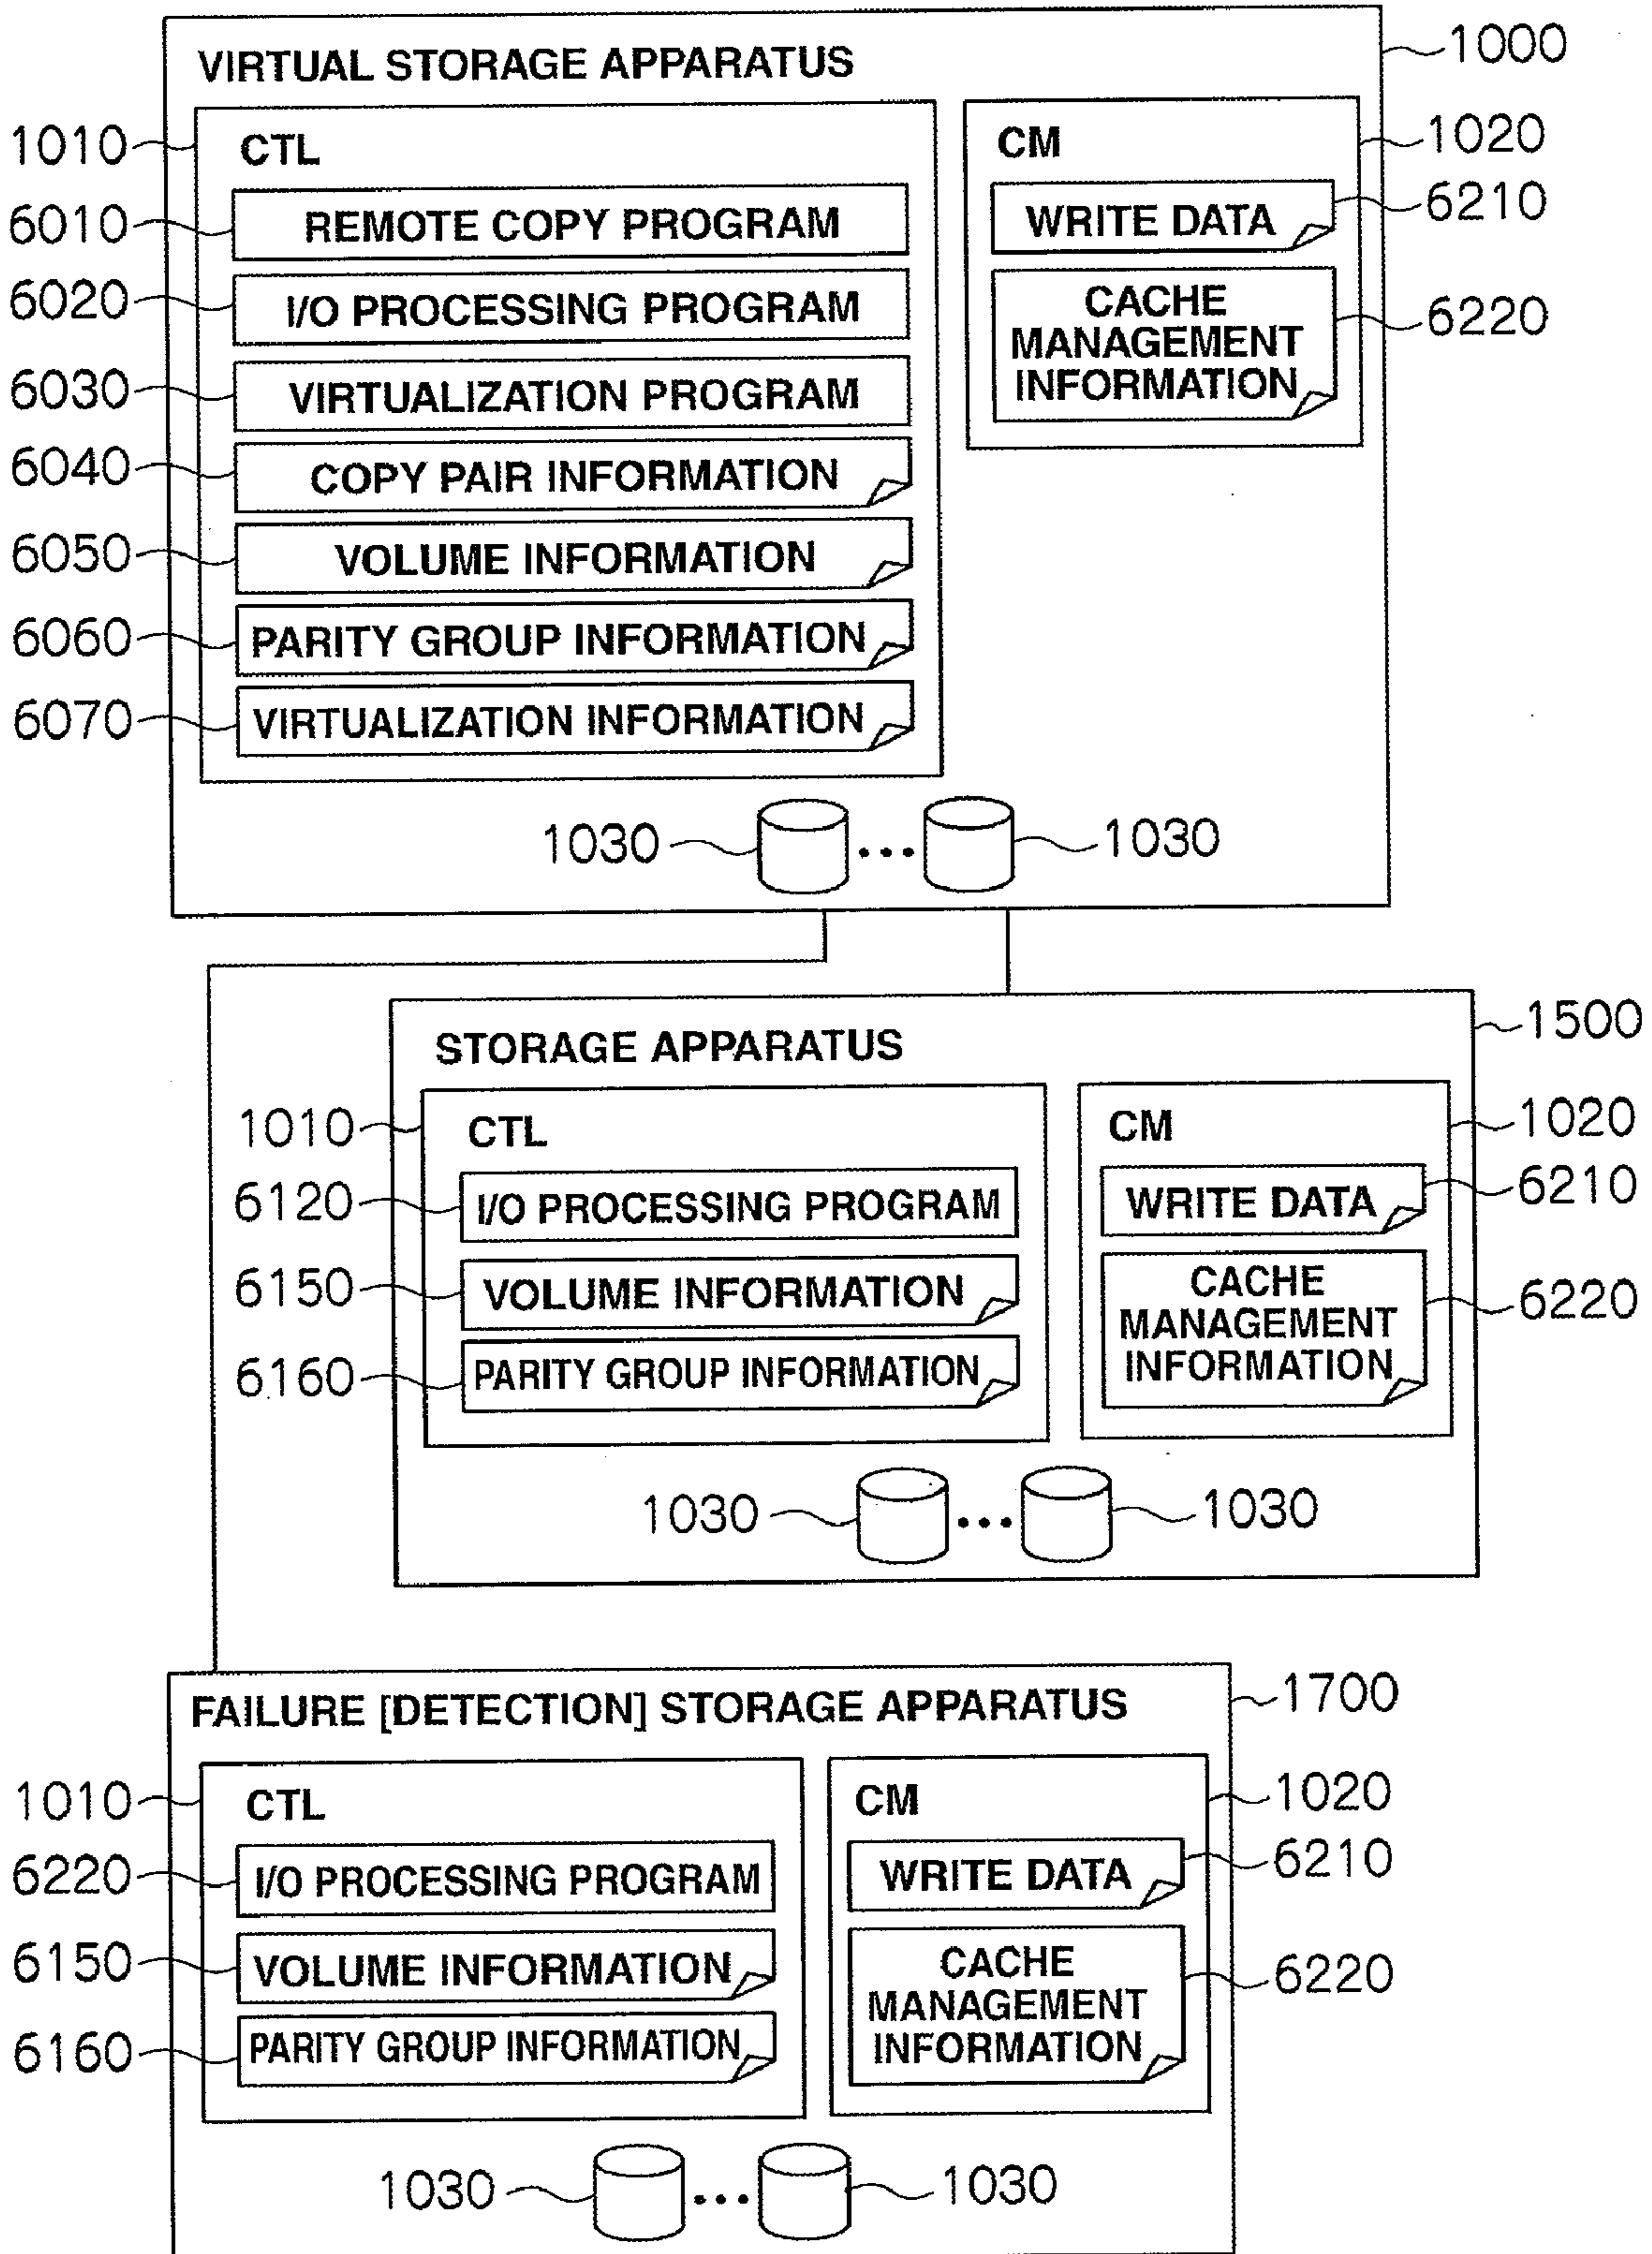 VIRTUAL STORAGE APPARATUS
1000
1010
CTL
CM
1020
6010
REMOTE COPY PROGRAM
WRITE DATA
6210
6020
I/O PROCESSING PROGRAM
CACHE
MANAGEMENT
INFORMATION
6220
6030
VIRTUALIZATION PROGRAM
6040
COPY PAIR INFORMATION
6050
VOLUME INFORMATION
6060
PARITY GROUP INFORMATION
6070
VIRTUALIZATION INFORMATION
1030
1030
STORAGE APPARATUS
1500
1010
CTL
CM
1020
6120
I/O PROCESSING PROGRAM
WRITE DATA
6210
6150
VOLUME INFORMATION
CACHE
MANAGEMENT
INFORMATION
6220
6160
PARITY GROUP INFORMATION
1030
1030
FAILURE [DETECTION] STORAGE APPARATUS
1700
1010
CTL
CM
1020
6220
I/O PROCESSING PROGRAM
WRITE DATA
6210
6150
VOLUME INFORMATION
CACHE
MANAGEMENT
INFORMATION
6220
6160
PARITY GROUP INFORMATION
1030
1030